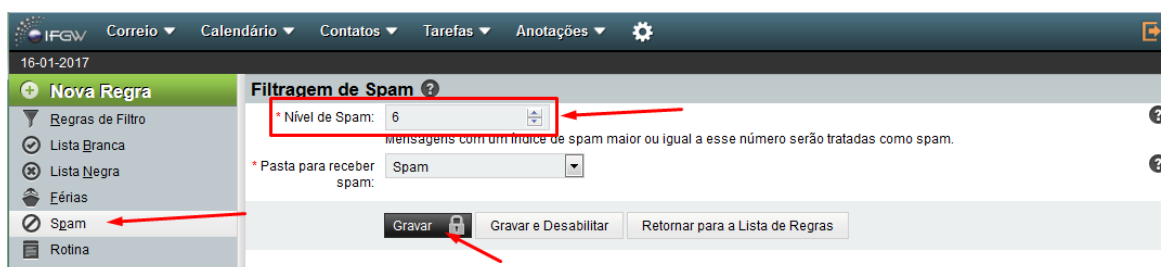 IFGW Correio Calendário Contatos Tarefas Anotações
16-01-2017
Nova Regra
Regras de Filtro
Lista Branca
Lista Negra
Férias
Spam
Rotina
Filtragem de Spam ?
* Nível de Spam: 6
Mensagens com um índice de spam maior ou igual a esse número serão tratadas como spam.
* Pasta para receber spam: Spam
Gravar Gravar e Desabilitar Retornar para a Lista de Regras